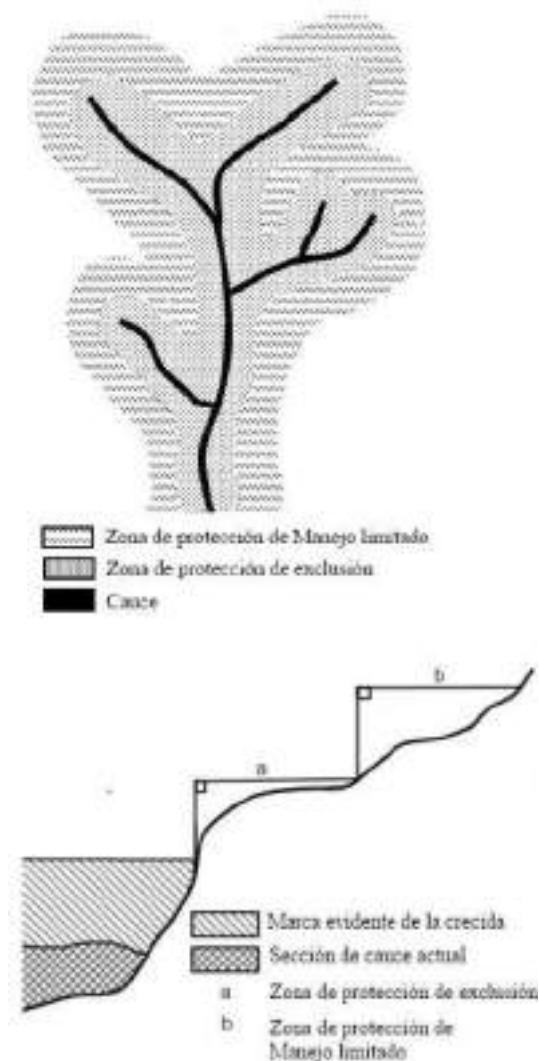 Zona de protección de Manejo limitado
Zona de protección de exclusión
Cauce
b
a
Marca evidente de la crecida
Sección de cauce actual
a Zona de protección de exclusión
b Zona de protección de
Manejo limitado